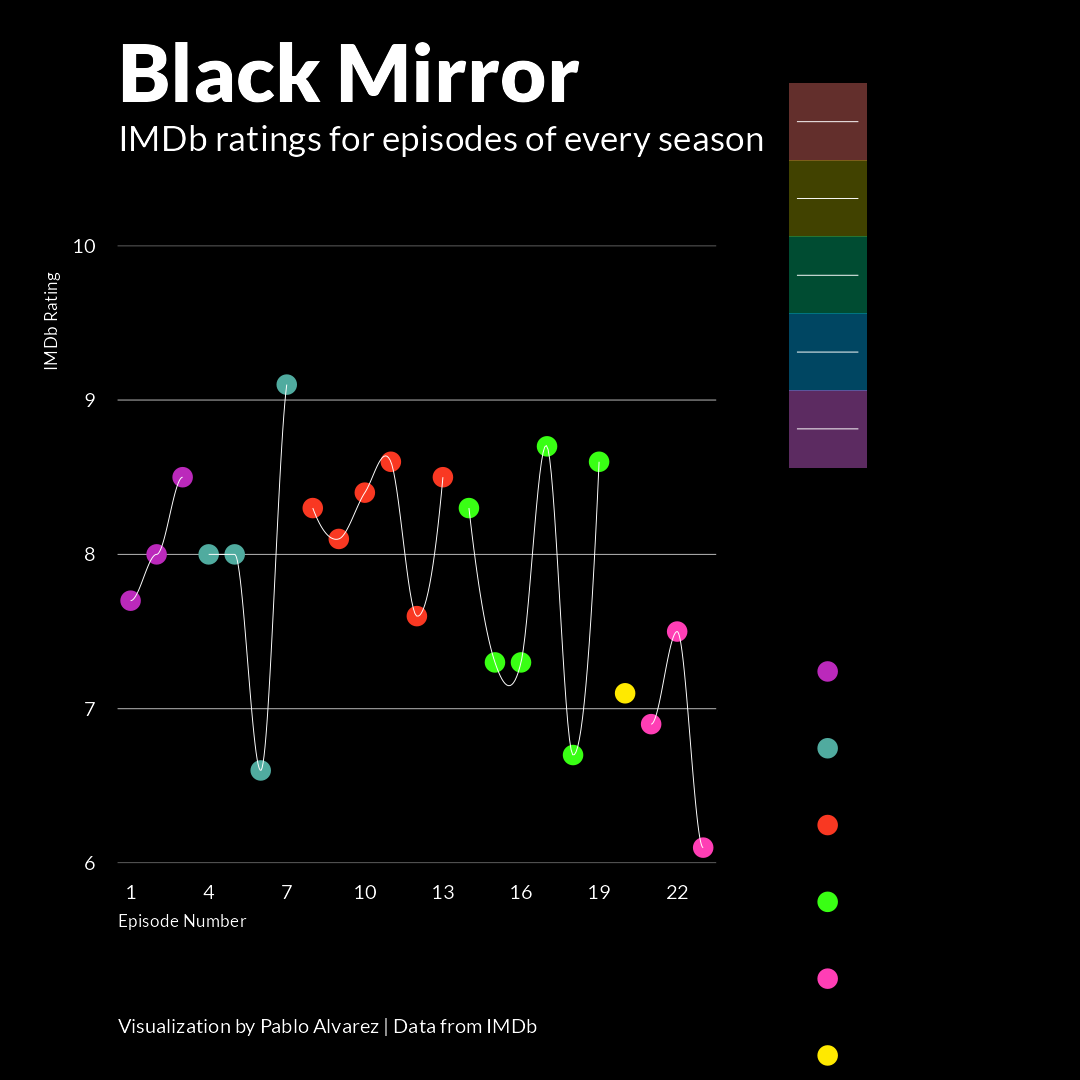 Black Mirror
IMDb ratings for episodes of every season
10
IMDb Rating
9
8
7
6
1 4 7 10 13 16 19 22
Episode Number
Visualization by Pablo Alvarez | Data from IMDb